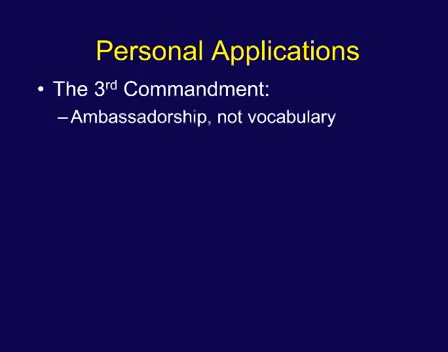 Personal Applications
• The 3rd Commandment:
–Ambassadorship, not vocabulary